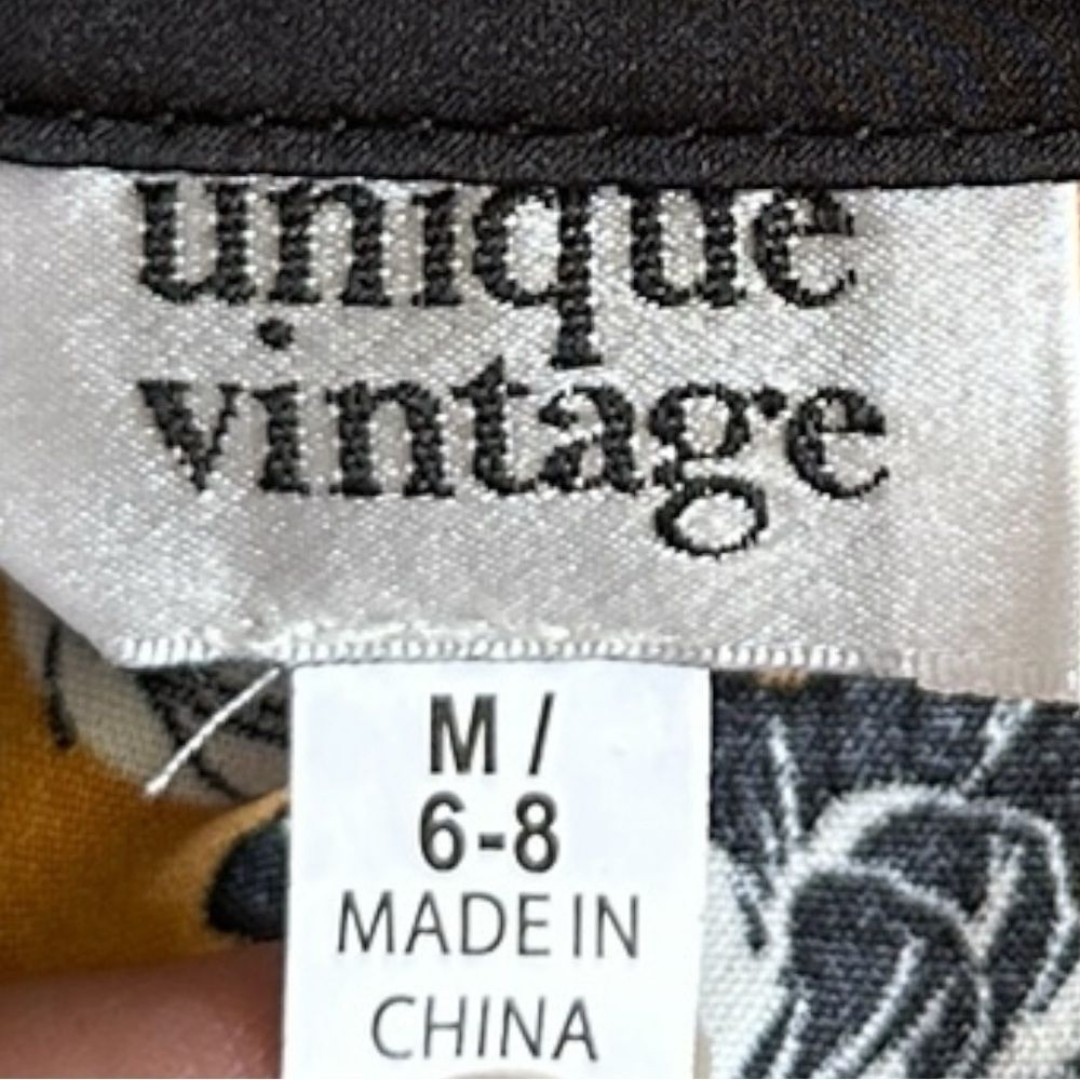 unique
vintage
M /
6-8
MADE IN
CHINA